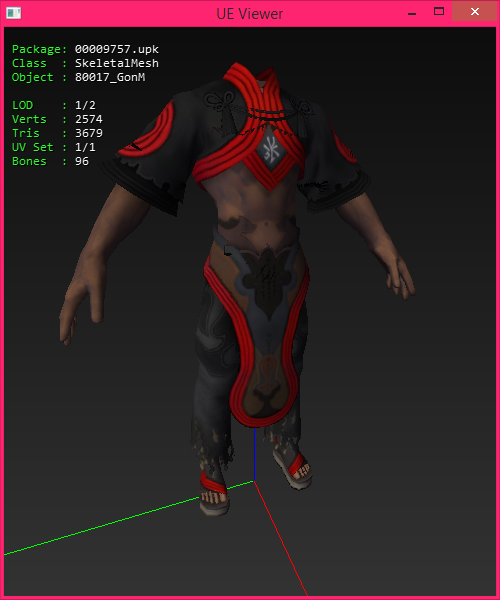 UE Viewer
Package: 00009757.upk
Class : SkeletalMesh
Object : 80017_GonM
LOD : 1/2
Verts : 2574
Tris : 3679
UV Set : 1/1
Bones : 96